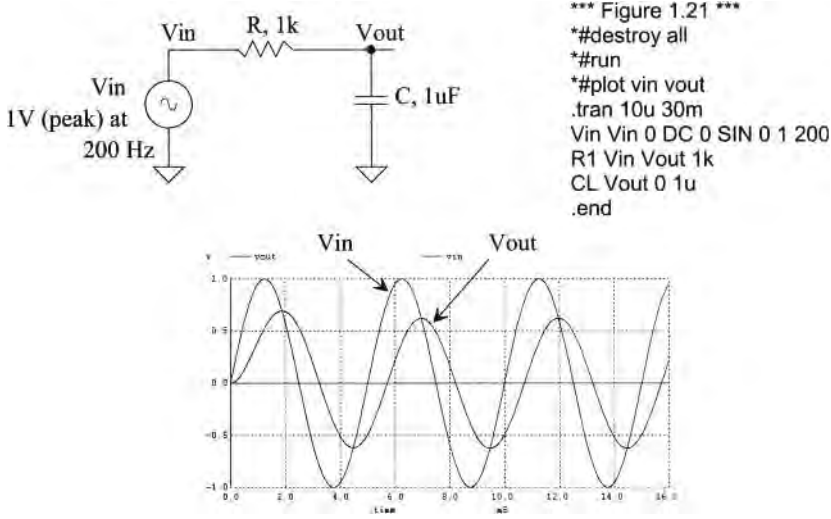 Vin
R, 1k
Vout
Vin
1V (peak) at
200 Hz
C, 1uF
*** Figure 1.21 ***
*#destroy all
*#run
*#plot vin vout
.tran 10u 30m
Vin Vin 0 DC 0 SIN 0 1 200
R1 Vin Vout 1k
CL Vout 0 1u
.end
Vin
Vout
V
vout
vin
1.0
0.5
0.0
-0.5
-1.0
0.0 2.0 4.0 6.0 8.0 10.0 12.0 14.0 16.0
time
mS